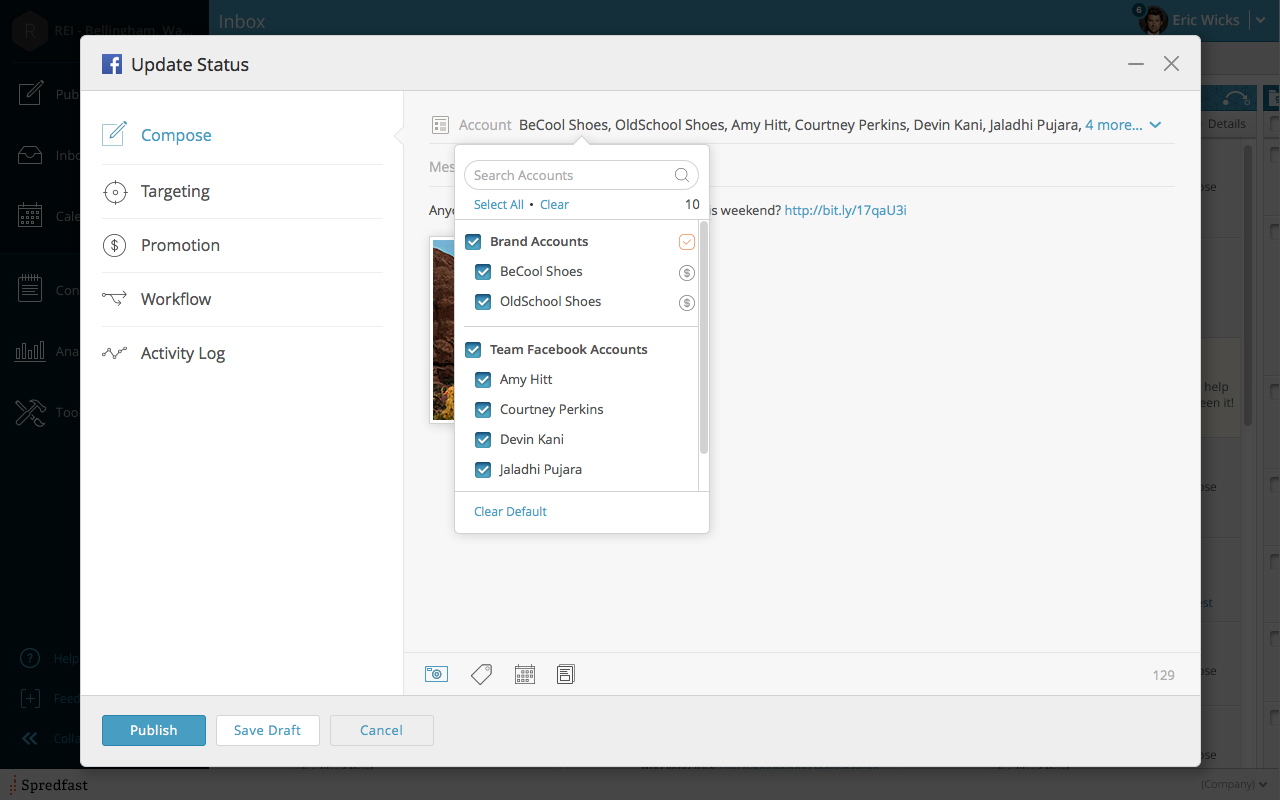 R REI - Bellingham, Wa...
Inbox
6
Eric Wicks
Update Status
Compose
Targeting
$ Promotion
Workflow
Activity Log
Account BeCool Shoes, OldSchool Shoes, Amy Hitt, Courtney Perkins, Devin Kani, Jaladhi Pujara, 4 more...
Mes
Anyo
s weekend? http://bit.ly/17qaU3i
Search Accounts
Select All • Clear 10
Brand Accounts
BeCool Shoes $
OldSchool Shoes $
Team Facebook Accounts
Amy Hitt
Courtney Perkins
Devin Kani
Jaladhi Pujara
Clear Default
129
Publish Save Draft Cancel
Pub
Inbo
Cale
Con
Ana
Too
? Help
Feed
Colla
Details
ose
help
een it!
ose
est
ose
ose
Spredfast
(Company)